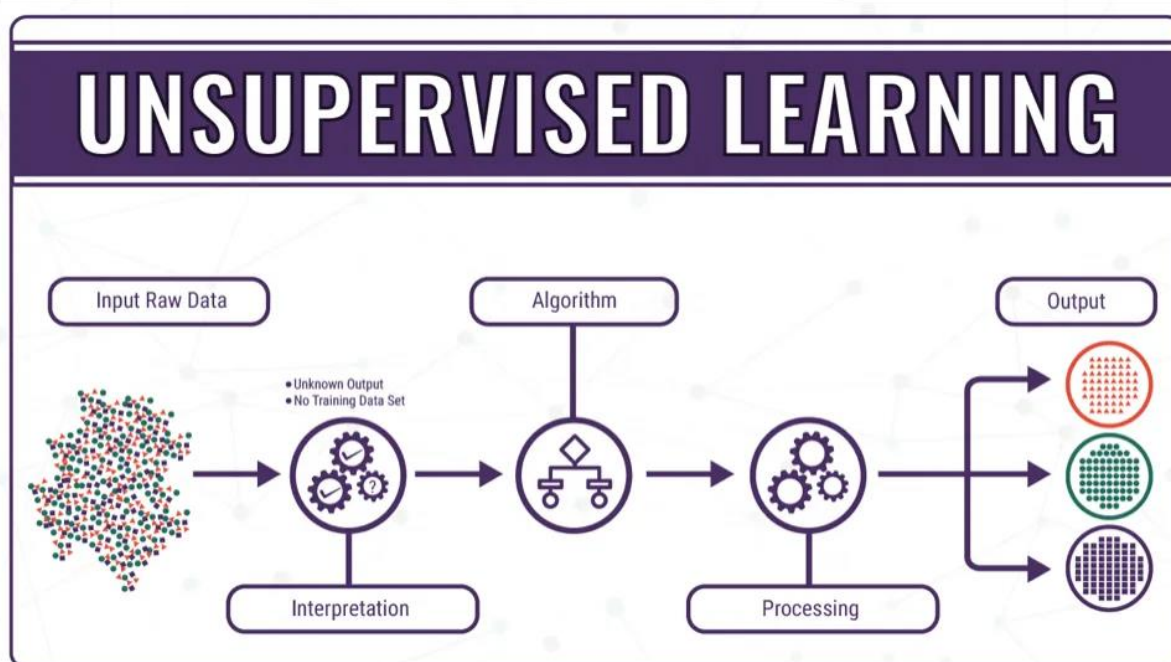 UNSUPERVISED LEARNING
Input Raw Data
Algorithm
Output
• Unknown Output
• No Training Data Set
?
Interpretation
Processing